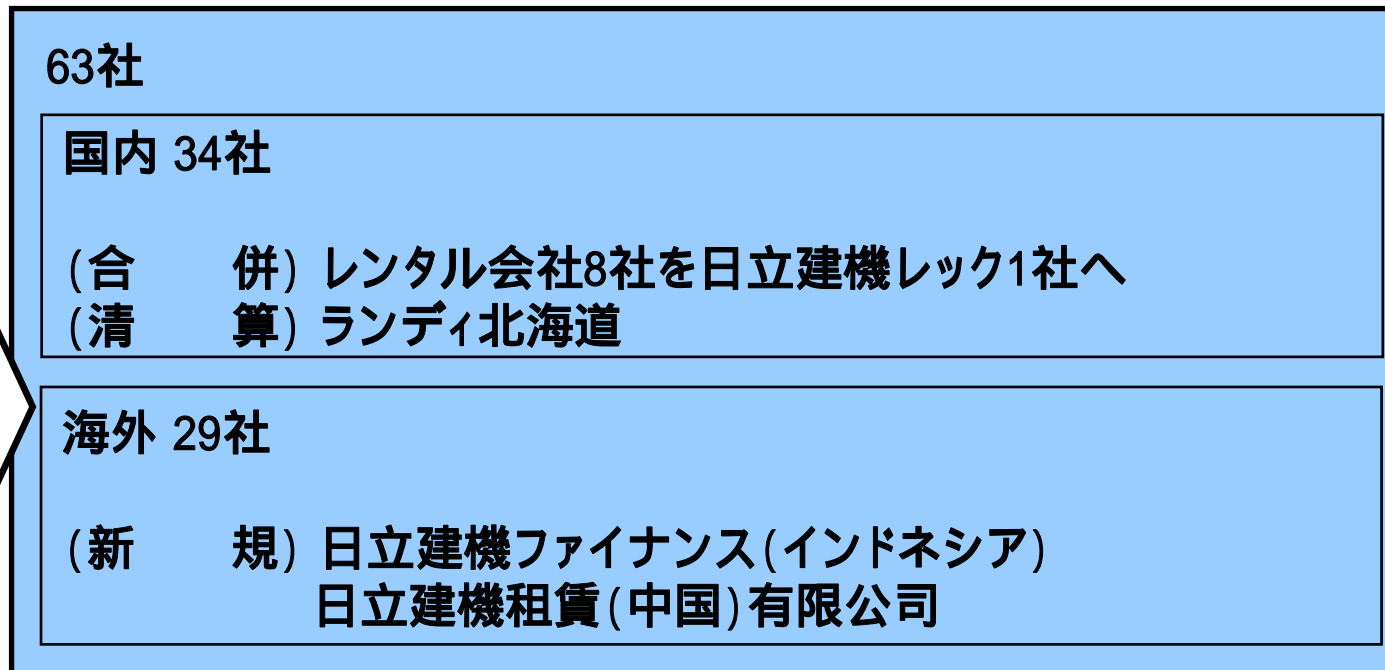 63社
国内 34社
(合　　併) レンタル会社8社を日立建機レック1社へ
(清　　算) ランディ北海道
海外 29社
(新　　規) 日立建機ファイナンス(インドネシア)
日立建機租賃(中国)有限公司